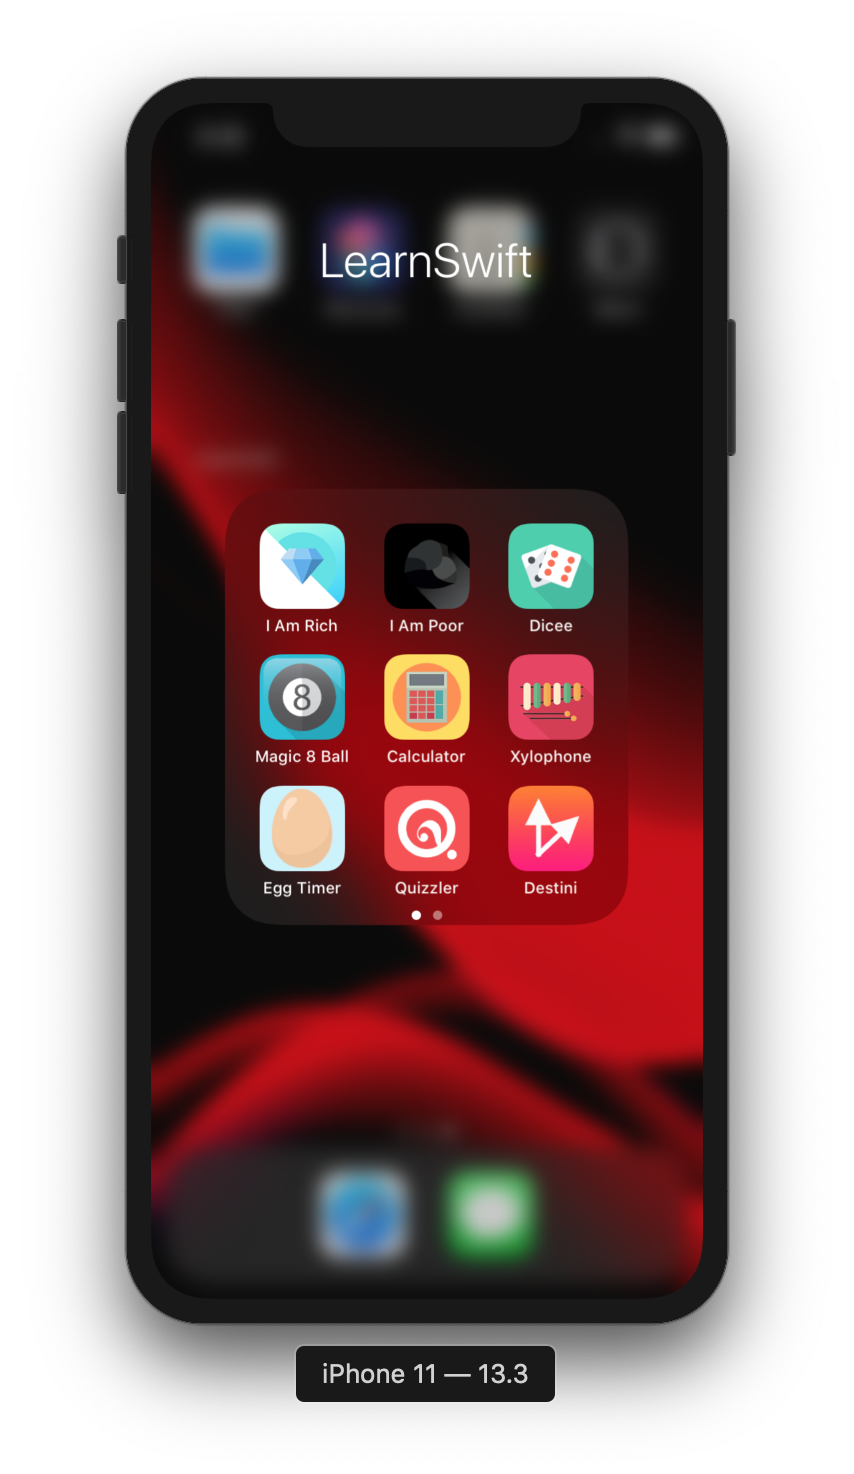 LearnSwift
I Am Rich
I Am Poor
Dicee
8
Magic 8 Ball
Calculator
Xylophone
Egg Timer
Quizzler
Destini
iPhone 11 — 13.3